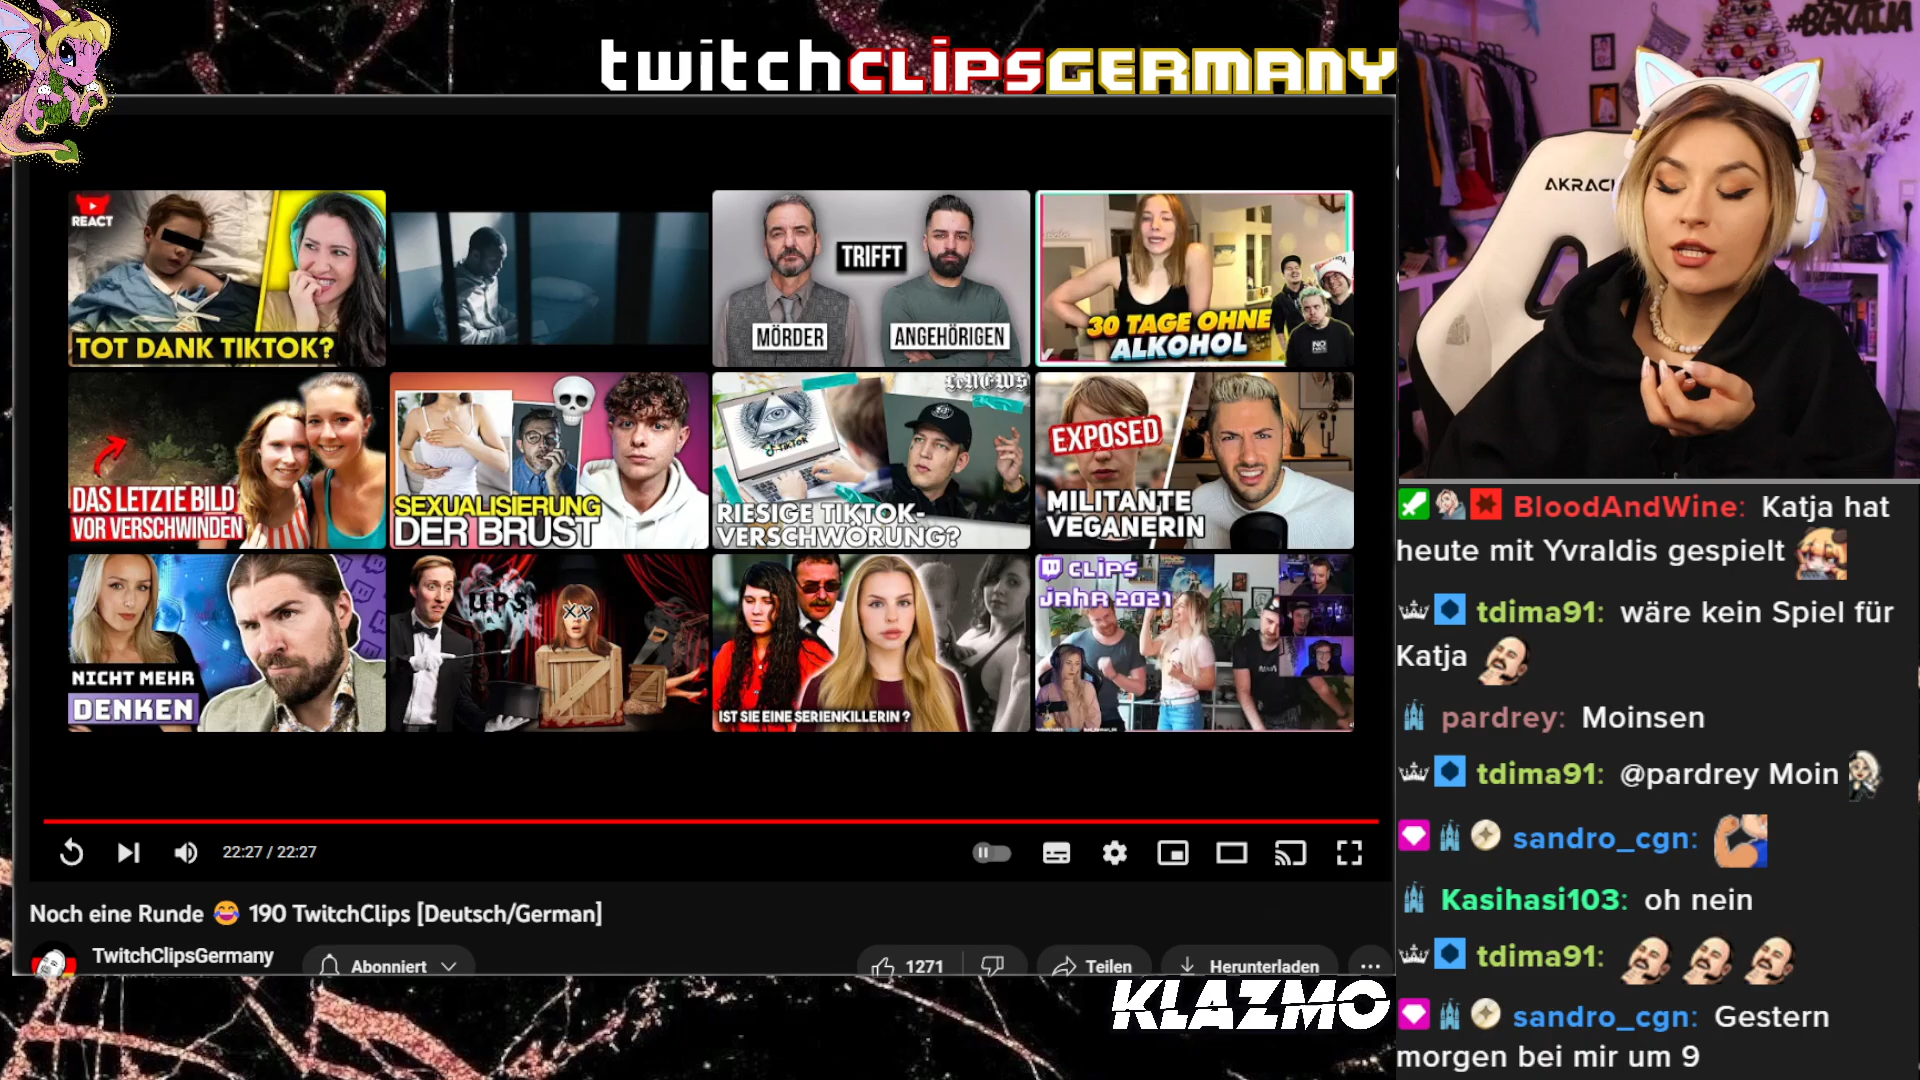 twitchclipsGERMANY
#BGKATJA
AKRAC
REACT
TOT DANK TIKTOK?
TRIFFT
MÖRDER
ANGEHÖRIGEN
30 TAGE OHNE
ALKOHOL
DAS LETZTE BILD
VOR VERSCHWINDEN
SEXUALISIERUNG
DER BRUST
LeNEWS
TikTok
RIESIGE TIKTOK-
VERSCHWÖRUNG?
EXPOSED
MILITANTE
VEGANERIN
NICHT MEHR
DENKEN
UPS
IST SIE EINE SERIENKILLERIN?
CLIPS
JAHR 2021
22:27 / 22:27
Noch eine Runde 😂 190 TwitchClips [Deutsch/German]
TwitchClipsGermany
Abonniert
1271
Teilen
Herunterladen
KLAZMO
BloodAndWine: Katja hat
heute mit Yvraldis gespielt
tdima91: wäre kein Spiel für
Katja
pardrey: Moinsen
tdima91: @pardrey Moin
sandro_cgn:
Kasihasi103: oh nein
tdima91:
sandro_cgn: Gestern
morgen bei mir um 9